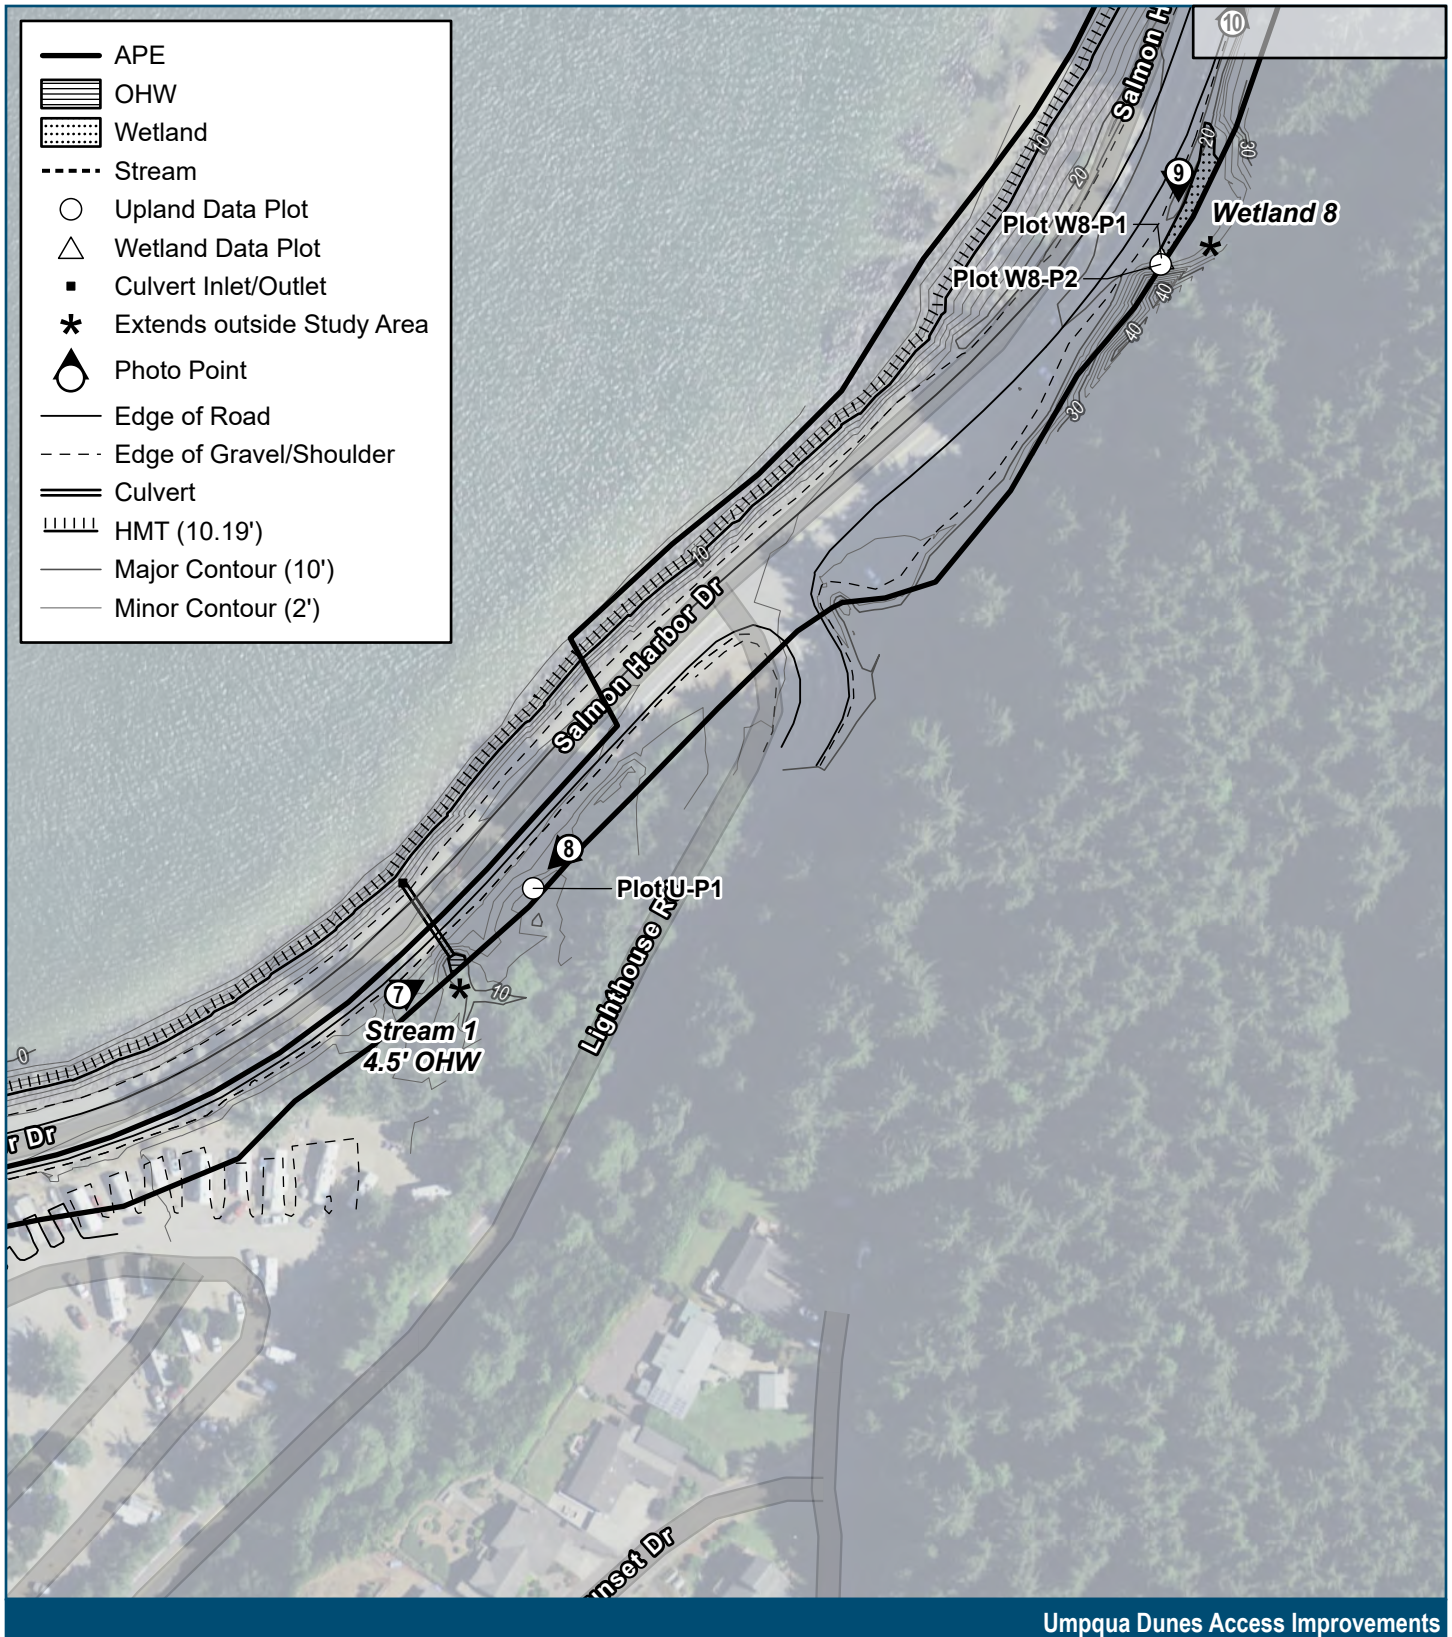 APE
OHW
Wetland
Stream
Upland Data Plot
Wetland Data Plot
Culvert Inlet/Outlet
Extends outside Study Area
Photo Point
Edge of Road
Edge of Gravel/Shoulder
Culvert
HMT (10.19')
Major Contour (10')
Minor Contour (2')
Salmon H
10
10
20
20
30
9
Wetland 8
*
Plot W8-P1
Plot W8-P2
40
40
30
10
Salmon Harbor Dr
8
Plot U-P1
Lighthouse R
7
*
10
Stream 1
4.5' OHW
0
r Dr
unset Dr
Umpqua Dunes Access Improvements